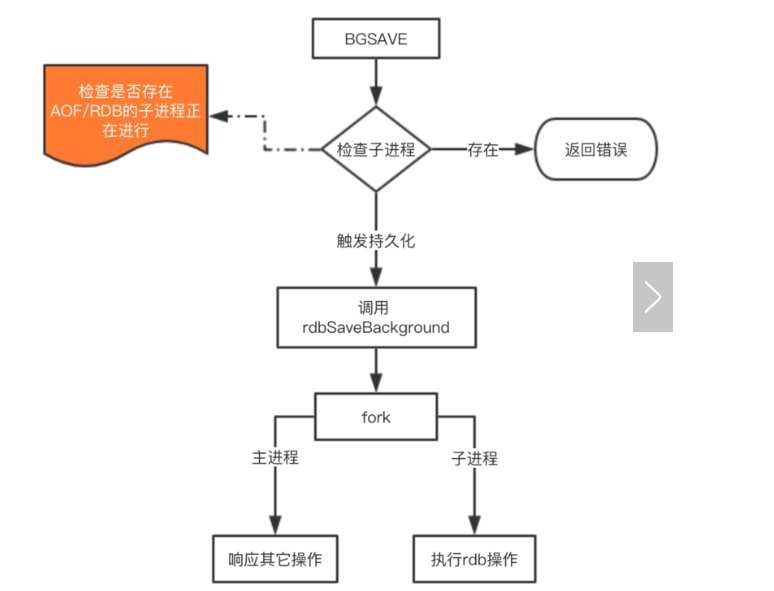 BGSAVE
检查是否存在
AOF/RDB的子进程正
在进行
检查子进程
存在
返回错误
触发持久化
调用
rdbSaveBackground
fork
主进程
子进程
响应其它操作
执行rdb操作